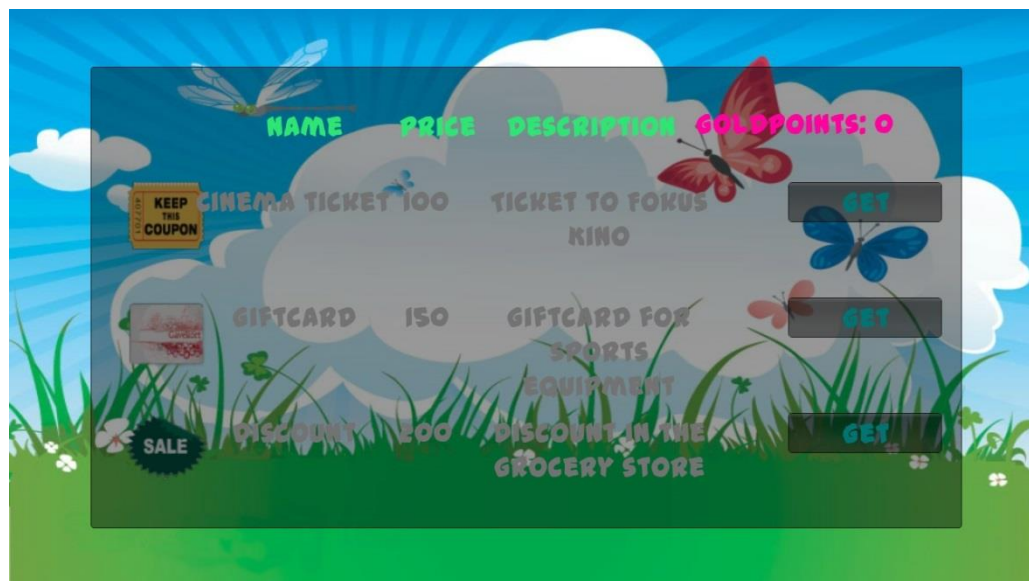 NAME PRICE DESCRIPTION GOLDPOINTS: 0
KEEP
THIS
COUPON
CINEMA TICKET 100 TICKET TO FOKUS
KINO
GET
GIFTCARD 150 GIFTCARD FOR
SPORTS
EQUIPMENT
GET
SALE
DISCOUNT 200 DISCOUNT IN THE
GROCERY STORE
GET